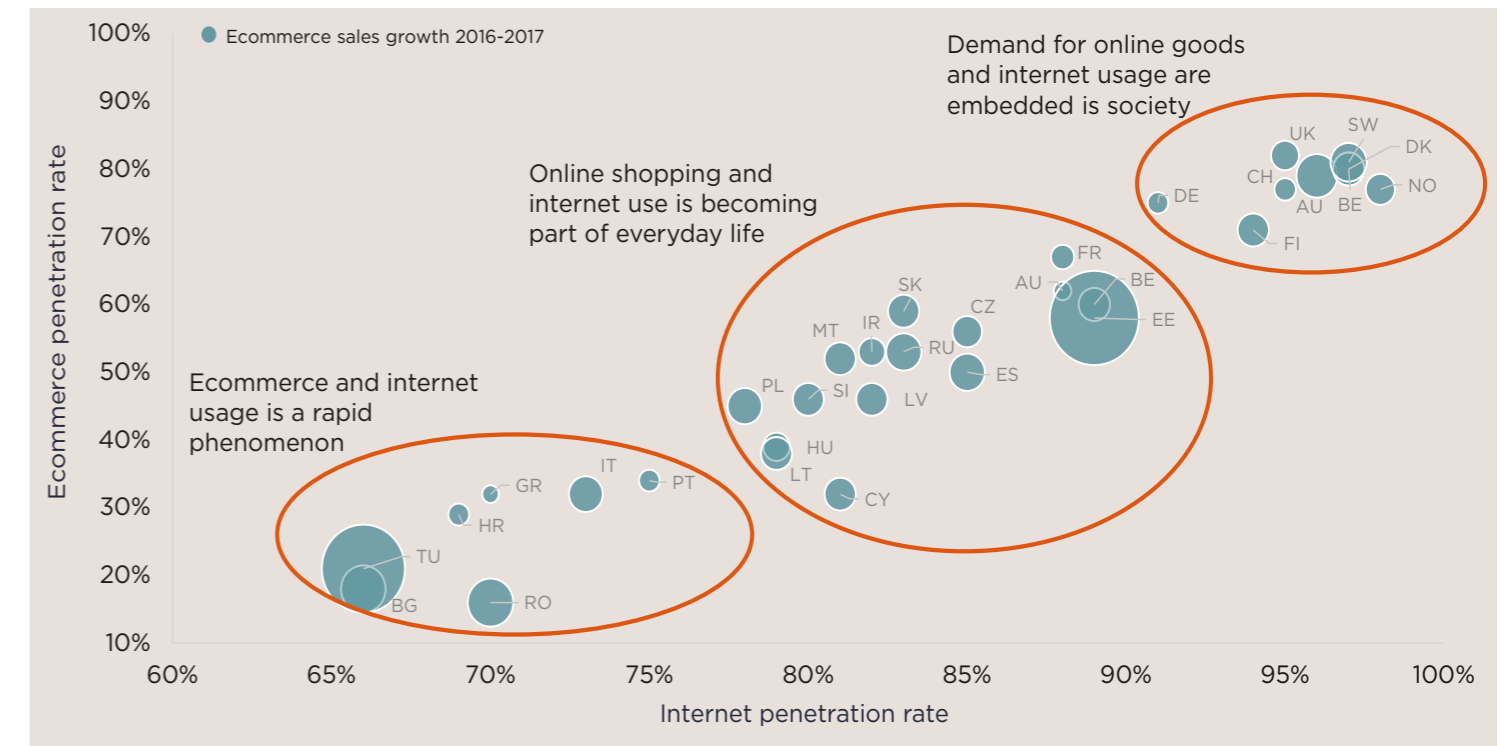 100%
90%
80%
70%
60%
50%
40%
30%
20%
10%
Ecommerce penetration rate
Ecommerce sales growth 2016-2017
Demand for online goods
and internet usage are
embedded is society
UK
SW
DK
CH
NO
AU
BE
DE
FI
Online shopping and
internet use is becoming
part of everyday life
FR
AU
BE
EE
SK
CZ
MT
IR
RU
ES
PL
SI
LV
HU
LT
CY
Ecommerce and internet
usage is a rapid
phenomenon
IT
GR
PT
HR
TU
BG
RO
60%
65%
70%
75%
80%
85%
90%
95%
100%
Internet penetration rate